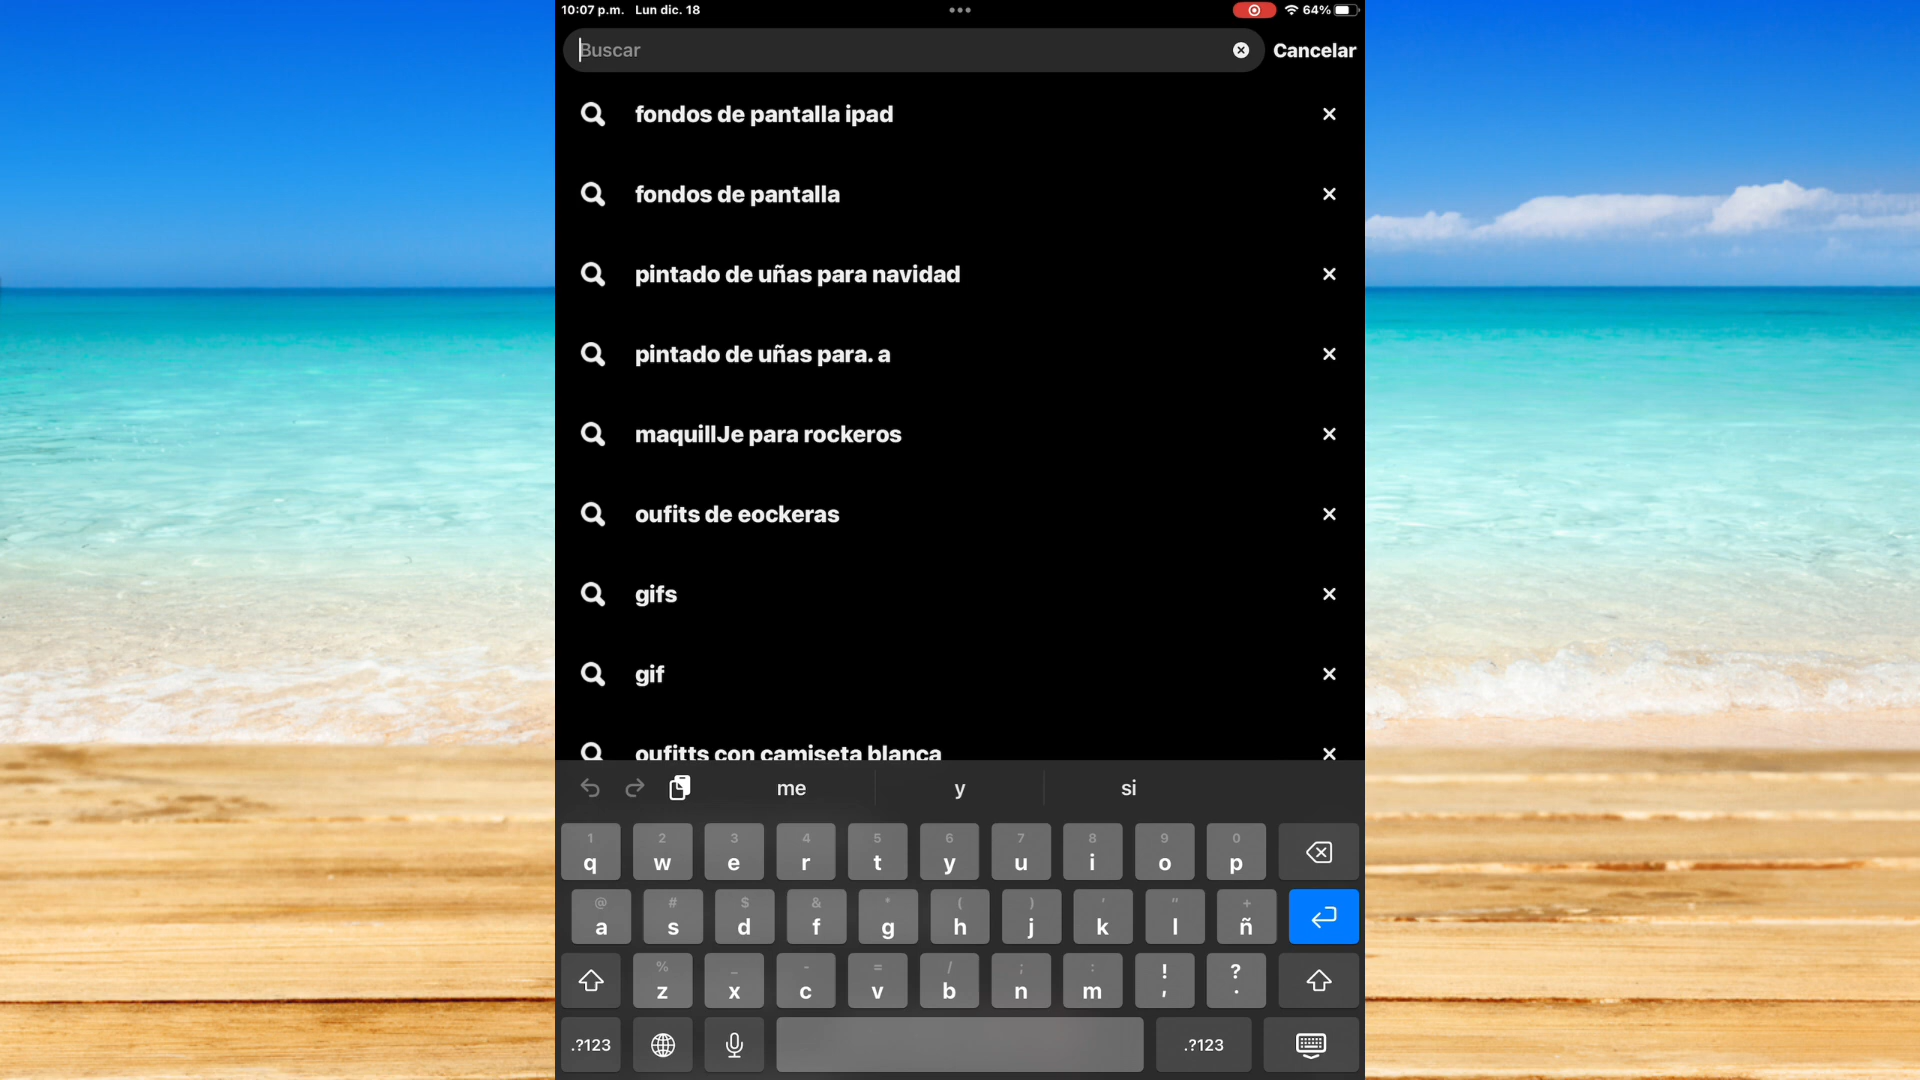 10:07 p.m. Lun dic. 18
64%
Buscar
Cancelar
fondos de pantalla ipad
fondos de pantalla
pintado de uñas para navidad
pintado de uñas para. a
maquillJe para rockeros
oufits de eockeras
gifs
gif
oufitts con camiseta blanca
me y si
1 2 3 4 5 6 7 8 9 0
q w e r t y u i o p
@ # $ & * ( ) ' " +
a s d f g h j k l ñ
% _ - = / ; : ! ?
z x c v b n m , .
.?123 .?123